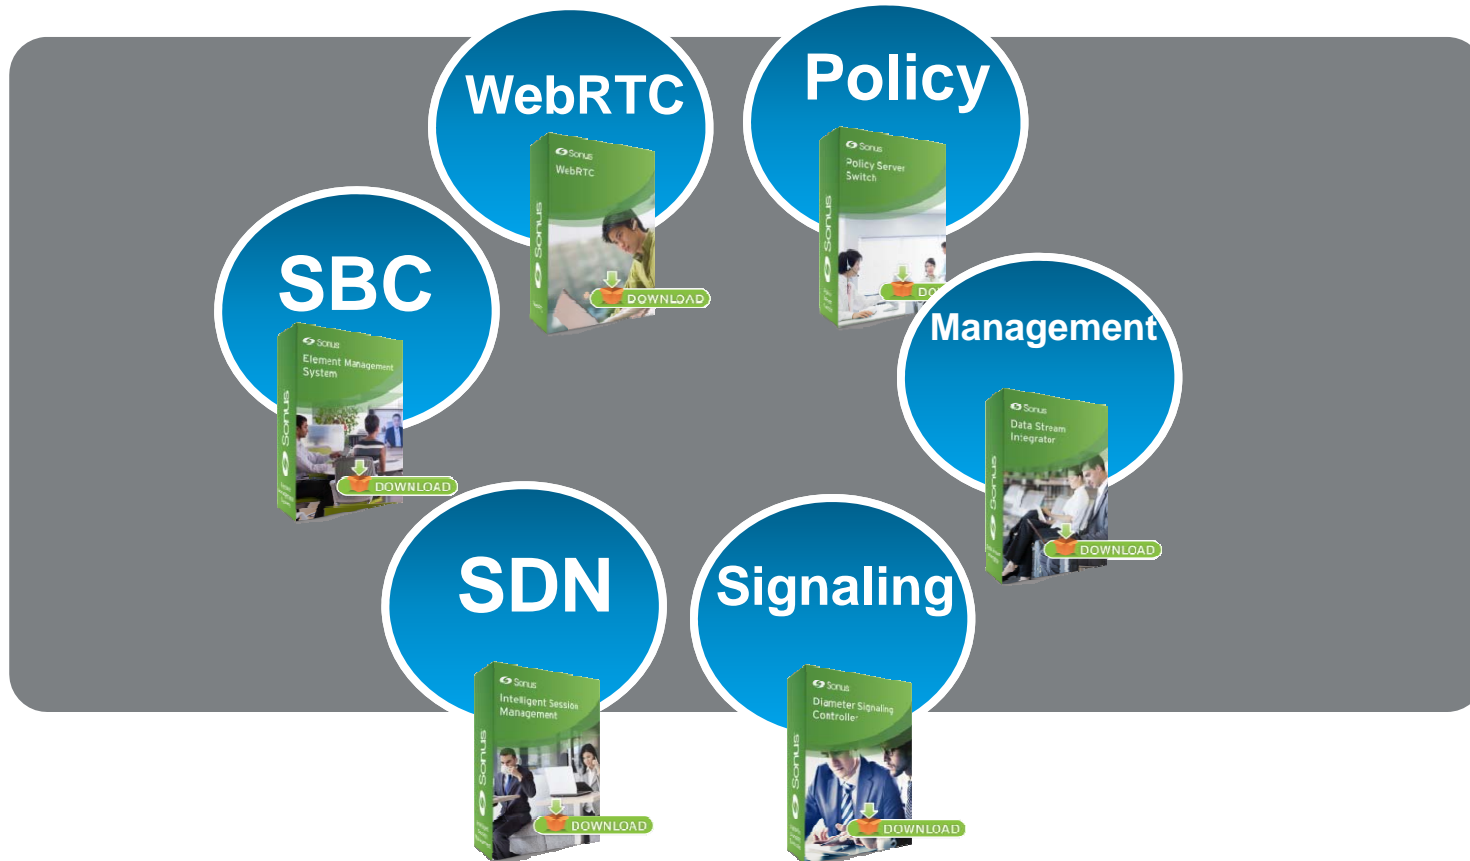 WebRTC
Sonus
WebRTC
Sonus
DOWNLOAD
Policy
Sonus
Policy Server
Switch
Sonus
SBC
Sonus
Element Management
System
Sonus
DOWNLOAD
Management
Sonus
Data Stream
Integrator
Sonus
DOWNLOAD
SDN
Sonus
Intelligent Session
Management
Sonus
DOWNLOAD
Signaling
Sonus
Diameter Signaling
Controller
Sonus
DOWNLOAD